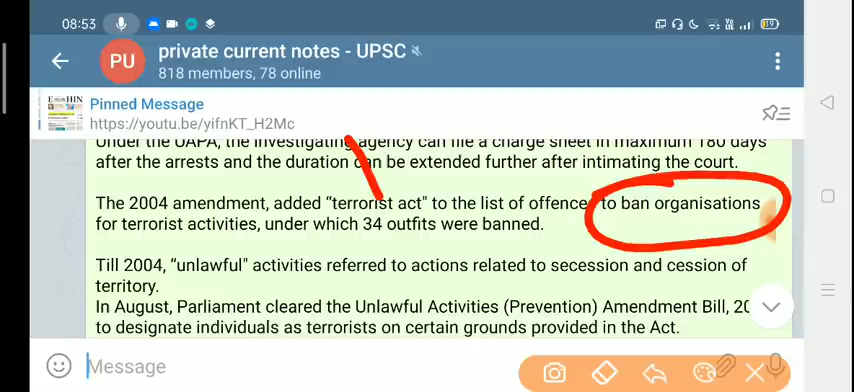 08:53
private current notes - UPSC
PU
818 members, 78 online
Pinned Message
https://youtu.be/yifnKT_H2Mc
Under the UAPA, the investigating agency can file a charge sheet in maximum 180 days
after the arrests and the duration can be extended further after intimating the court.
The 2004 amendment, added “terrorist act" to the list of offence to ban organisations
for terrorist activities, under which 34 outfits were banned.
Till 2004, “unlawful" activities referred to actions related to secession and cession of
territory.
In August, Parliament cleared the Unlawful Activities (Prevention) Amendment Bill, 20
to designate individuals as terrorists on certain grounds provided in the Act.
Message